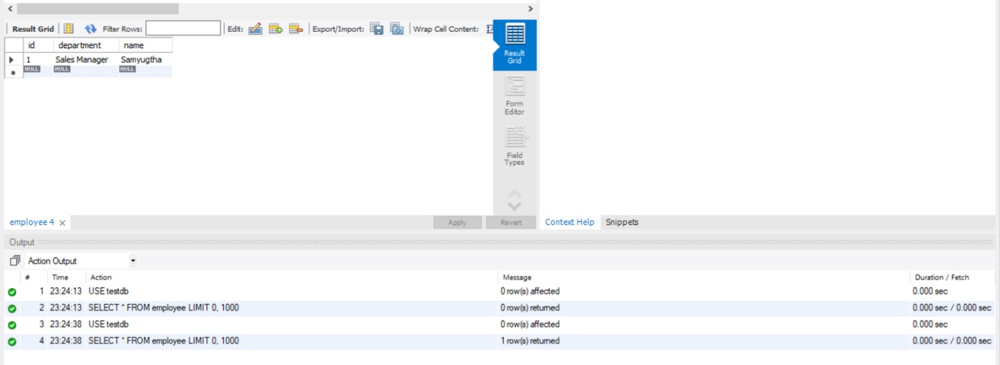 Result Grid Filter Rows: Edit: Export/Import: Wrap Cell Content:
id department name
1 Sales Manager Samyugtha
NULL NULL NULL
Result
Grid
Form
Editor
Field
Types
employee 4 Apply Revert Context Help Snippets
Output
Action Output
# Time Action Message Duration / Fetch
1 23:24:13 USE testdb 0 row(s) affected 0.000 sec
2 23:24:13 SELECT * FROM employee LIMIT 0, 1000 0 row(s) returned 0.000 sec / 0.000 sec
3 23:24:38 USE testdb 0 row(s) affected 0.000 sec
4 23:24:38 SELECT * FROM employee LIMIT 0, 1000 1 row(s) returned 0.000 sec / 0.000 sec